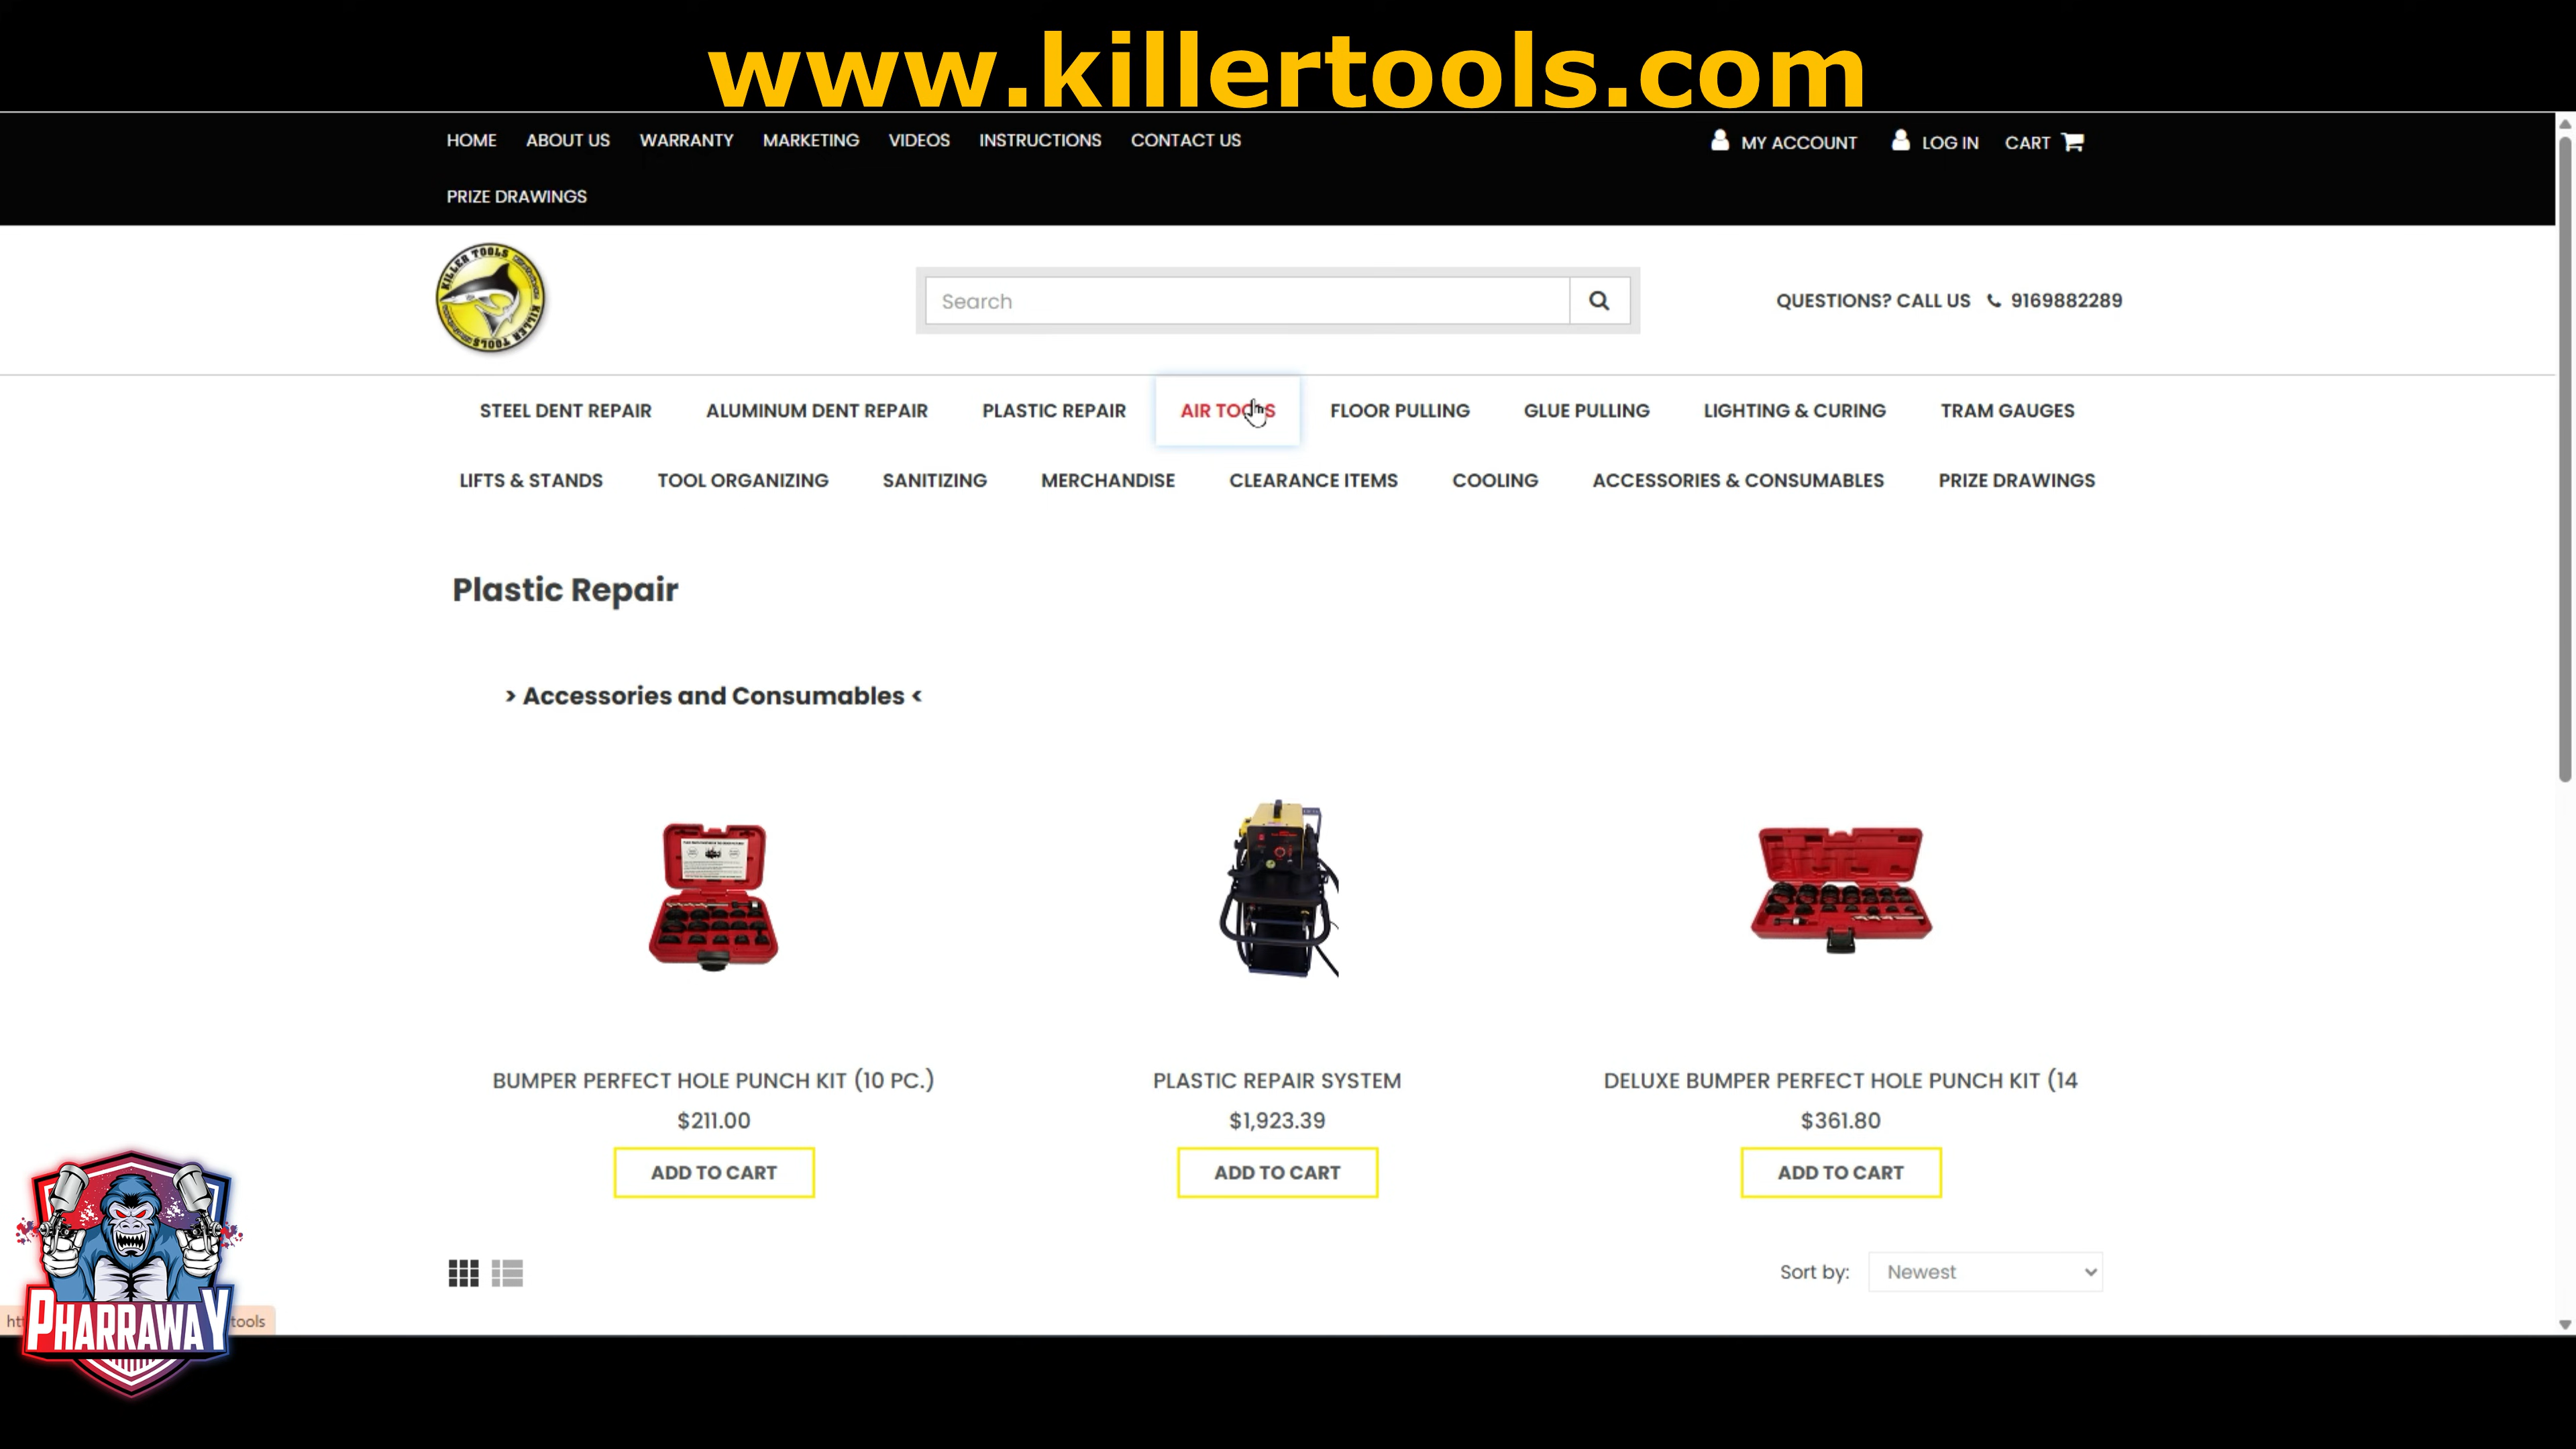 www.killertools.com
HOME ABOUT US WARRANTY MARKETING VIDEOS INSTRUCTIONS CONTACT US
MY ACCOUNT LOG IN CART
PRIZE DRAWINGS
KILLER TOOLS
KILLER TOOLS
Search
QUESTIONS? CALL US 9169882289
STEEL DENT REPAIR ALUMINUM DENT REPAIR PLASTIC REPAIR AIR TOOLS FLOOR PULLING GLUE PULLING LIGHTING & CURING TRAM GAUGES
LIFTS & STANDS TOOL ORGANIZING SANITIZING MERCHANDISE CLEARANCE ITEMS COOLING ACCESSORIES & CONSUMABLES PRIZE DRAWINGS
Plastic Repair
> Accessories and Consumables <
BUMPER PERFECT HOLE PUNCH KIT (10 PC.)
$211.00
ADD TO CART
PLASTIC REPAIR SYSTEM
$1,923.39
ADD TO CART
DELUXE BUMPER PERFECT HOLE PUNCH KIT (14
$361.80
ADD TO CART
Sort by: Newest
PHARRAWAY
tools